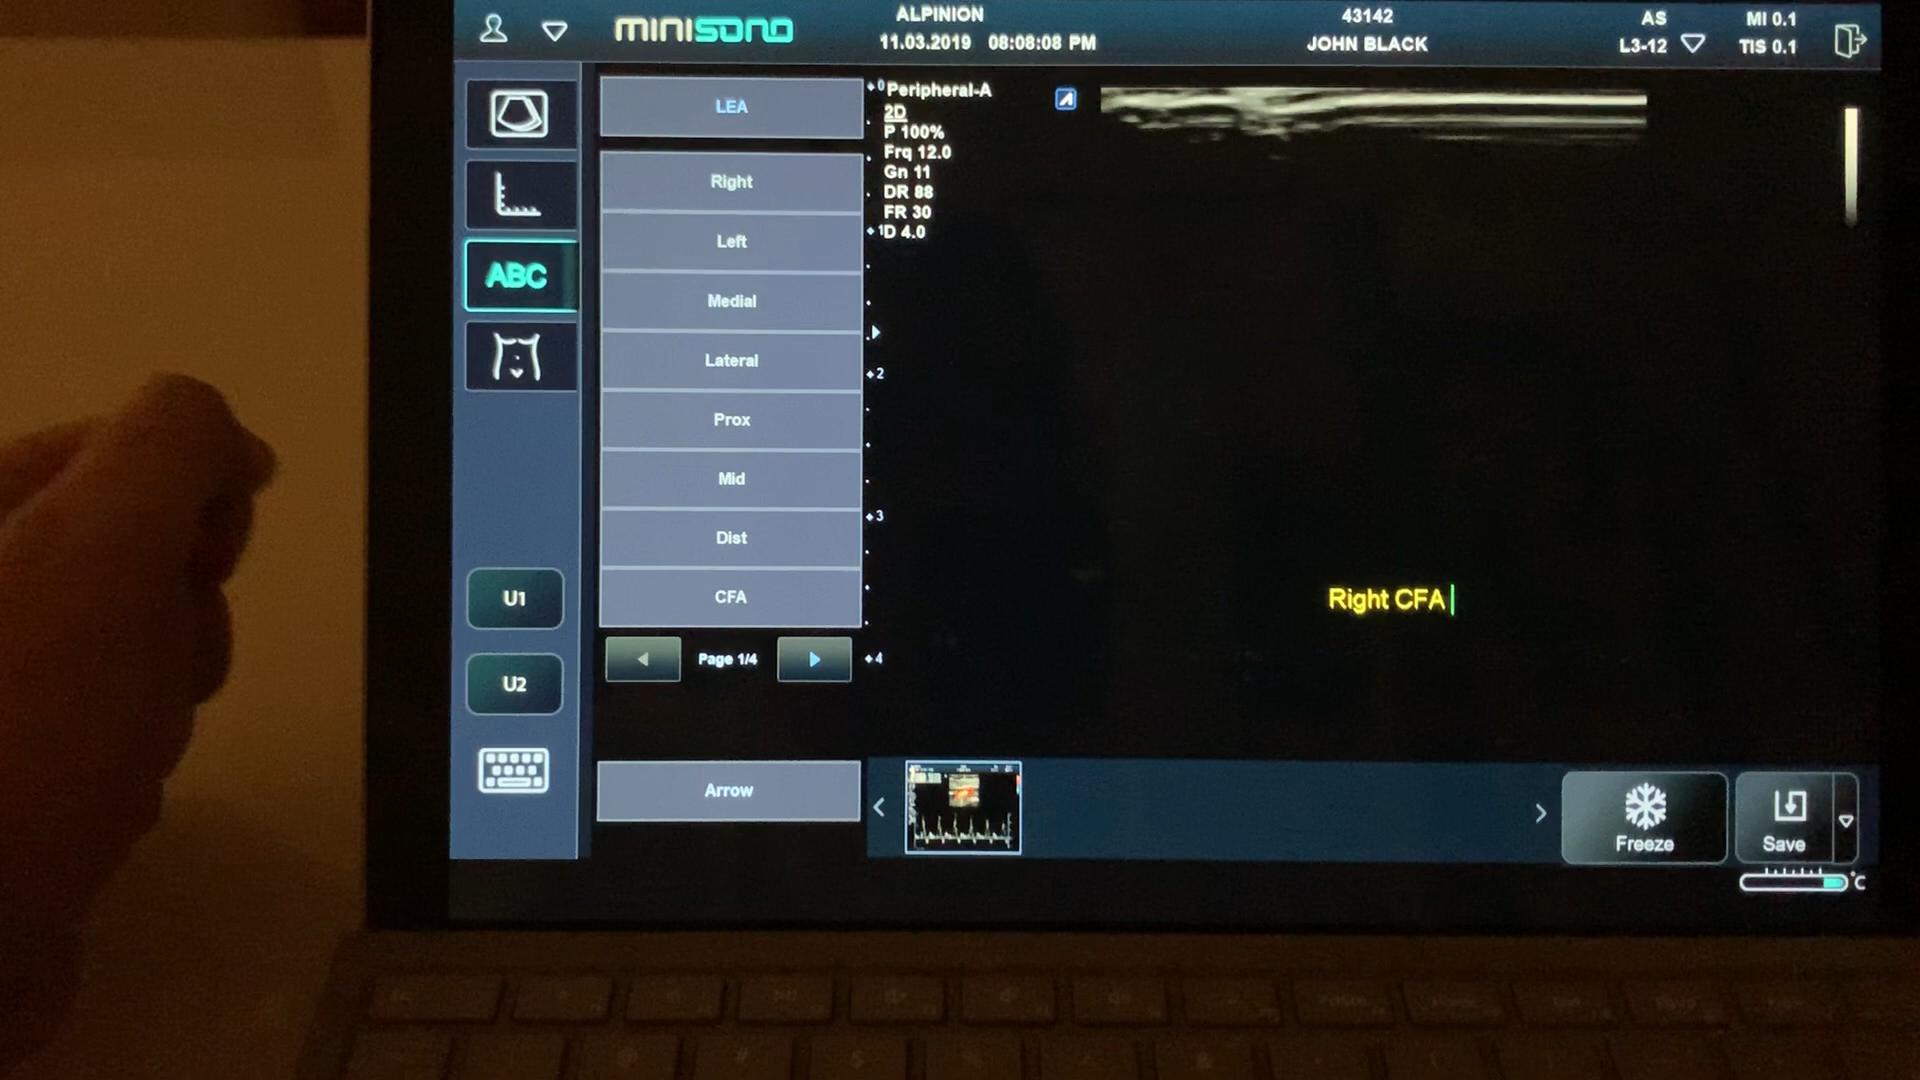 minisono
ALPINION
11.03.2019 08:08:08 PM
43142
JOHN BLACK
AS
L3-12
MI 0.1
TIS 0.1
LEA
Right
Left
Medial
Lateral
Prox
Mid
Dist
CFA
Page 1/4
Arrow
ABC
U1
U2
0
1
2
3
4
Peripheral-A
2D
P 100%
Frq 12.0
Gn 11
DR 88
FR 30
D 4.0
Right CFA
Freeze
Save
°C